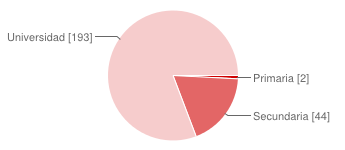 Universidad [193]
Primaria [2]
Secundaria [44]